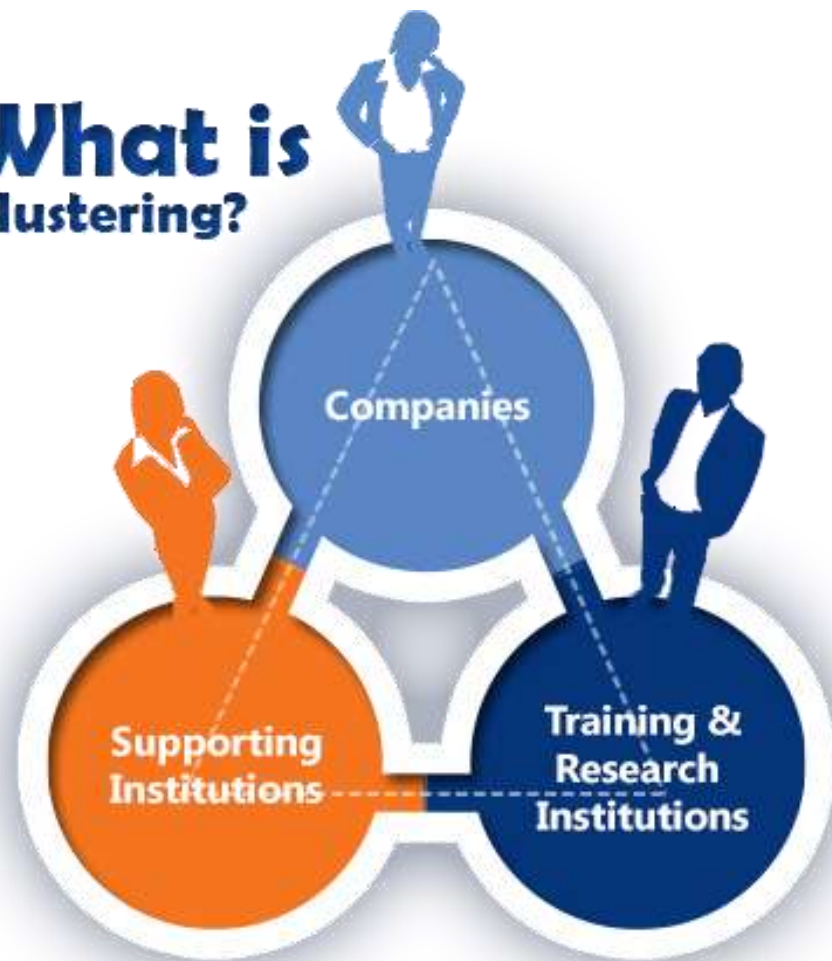 What is
lustering?
Companies
Supporting
Institutions
Training &
Research
Institutions